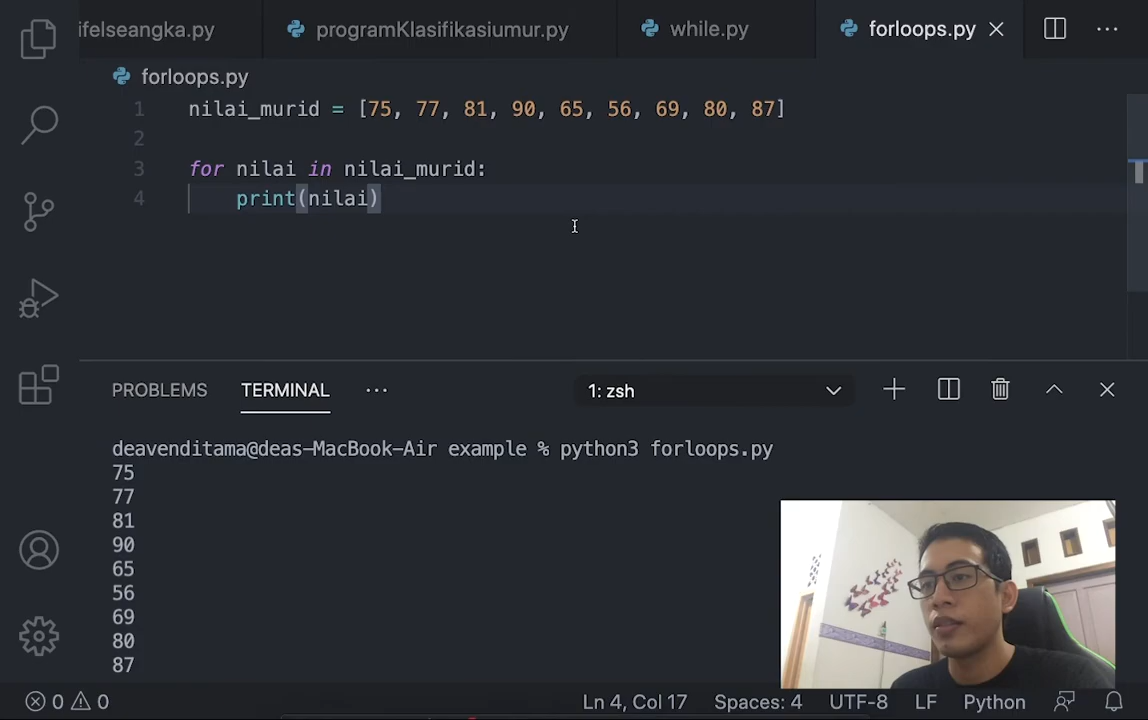 ifelseangka.py programKlasifikasiumur.py while.py forloops.py
forloops.py
1 nilai_murid = [75, 77, 81, 90, 65, 56, 69, 80, 87]
2
3 for nilai in nilai_murid:
4 print(nilai)
PROBLEMS TERMINAL 1: zsh
deavenditama@deas-MacBook-Air example % python3 forloops.py
75
77
81
90
65
56
69
80
87
0 0 Ln 4, Col 17 Spaces: 4 UTF-8 LF Python